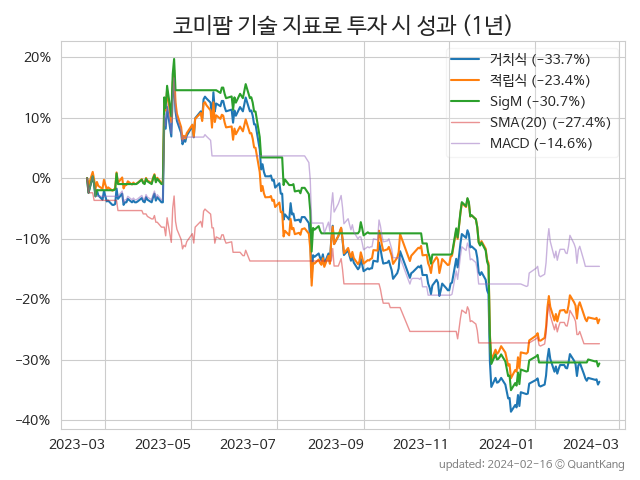 코미팜 기술 지표로 투자 시 성과 (1년)
거치식 (−33.7%)
적립식 (−23.4%)
SigM (−30.7%)
SMA(20) (−27.4%)
MACD (−14.6%)
20%
10%
0%
−10%
−20%
−30%
−40%
2023-03 2023-05 2023-07 2023-09 2023-11 2024-01 2024-03
updated: 2024-02-16 © QuantKang